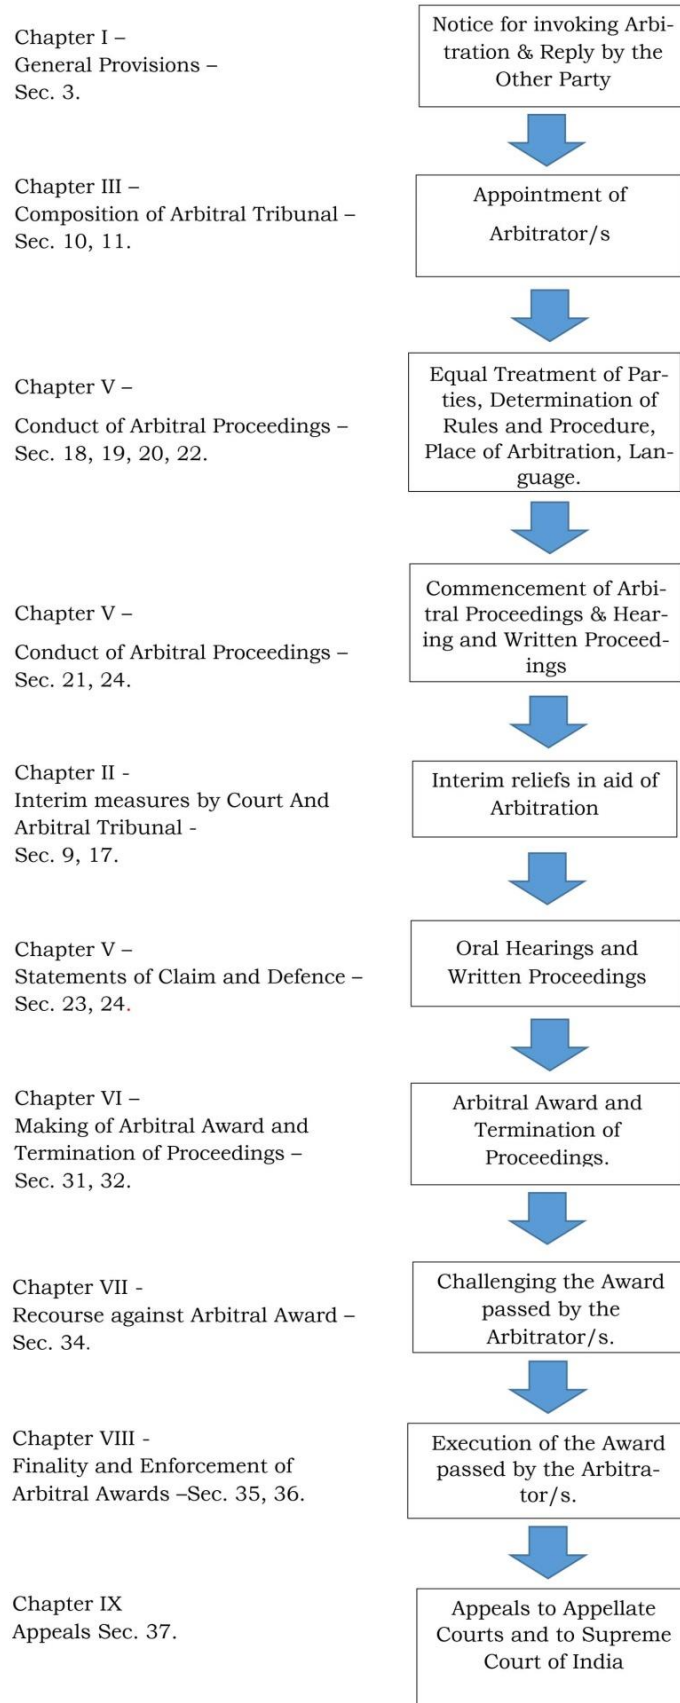 Chapter I –
General Provisions –
Sec. 3.
Notice for invoking Arbi-
tration & Reply by the
Other Party
Chapter III –
Composition of Arbitral Tribunal –
Sec. 10, 11.
Appointment of
Arbitrator/s
Chapter V –
Conduct of Arbitral Proceedings –
Sec. 18, 19, 20, 22.
Equal Treatment of Par-
ties, Determination of
Rules and Procedure,
Place of Arbitration, Lan-
guage.
Chapter V –
Conduct of Arbitral Proceedings –
Sec. 21, 24.
Commencement of Arbi-
tral Proceedings & Hear-
ing and Written Proceed-
ings
Chapter II -
Interim measures by Court And
Arbitral Tribunal -
Sec. 9, 17.
Interim reliefs in aid of
Arbitration
Chapter V –
Statements of Claim and Defence –
Sec. 23, 24.
Oral Hearings and
Written Proceedings
Chapter VI –
Making of Arbitral Award and
Termination of Proceedings –
Sec. 31, 32.
Arbitral Award and
Termination of
Proceedings.
Chapter VII -
Recourse against Arbitral Award –
Sec. 34.
Challenging the Award
passed by the
Arbitrator/s.
Chapter VIII -
Finality and Enforcement of
Arbitral Awards –Sec. 35, 36.
Execution of the Award
passed by the Arbitra-
tor/s.
Chapter IX
Appeals Sec. 37.
Appeals to Appellate
Courts and to Supreme
Court of India